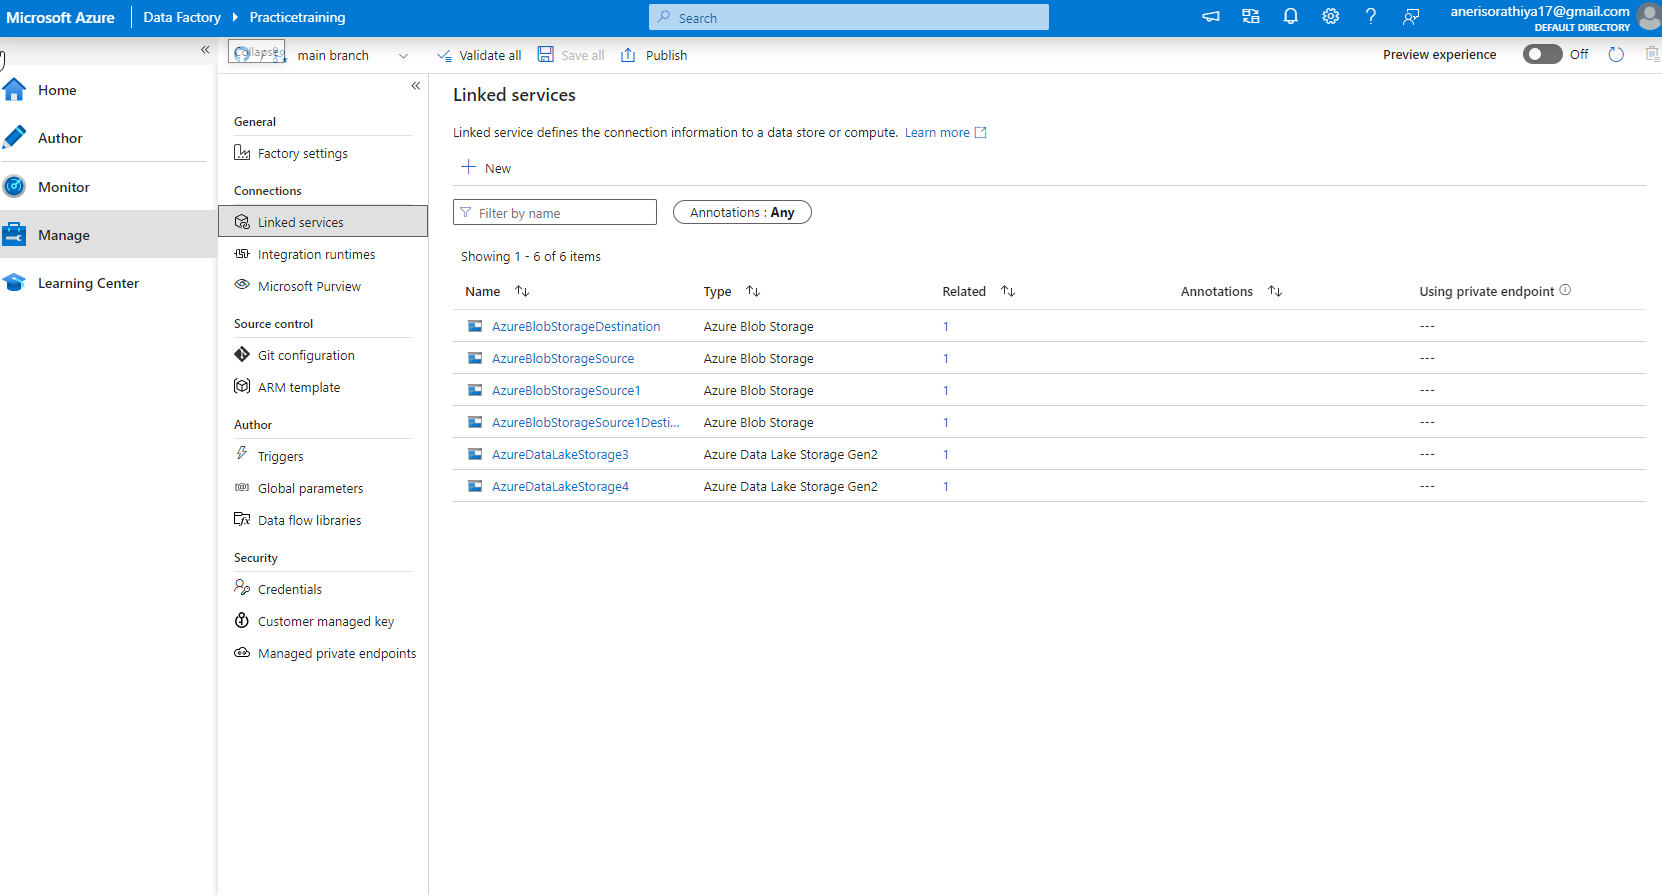 Microsoft Azure
Data Factory
Practicetraining
Search
anerisorathiya17@gmail.com
DEFAULT DIRECTORY
main branch
Validate all
Save all
Publish
Preview experience
Off
Home
Author
Monitor
Manage
Learning Center
General
Factory settings
Connections
Linked services
Integration runtimes
Microsoft Purview
Source control
Git configuration
ARM template
Author
Triggers
Global parameters
Data flow libraries
Security
Credentials
Customer managed key
Managed private endpoints
Linked services
Linked service defines the connection information to a data store or compute. Learn more
New
Filter by name
Annotations : Any
Showing 1 - 6 of 6 items
Name Type Related Annotations Using private endpoint
AzureBlobStorageDestination Azure Blob Storage 1 ---
AzureBlobStorageSource Azure Blob Storage 1 ---
AzureBlobStorageSource1 Azure Blob Storage 1 ---
AzureBlobStorageSource1Desti... Azure Blob Storage 1 ---
AzureDataLakeStorage3 Azure Data Lake Storage Gen2 1 ---
AzureDataLakeStorage4 Azure Data Lake Storage Gen2 1 ---